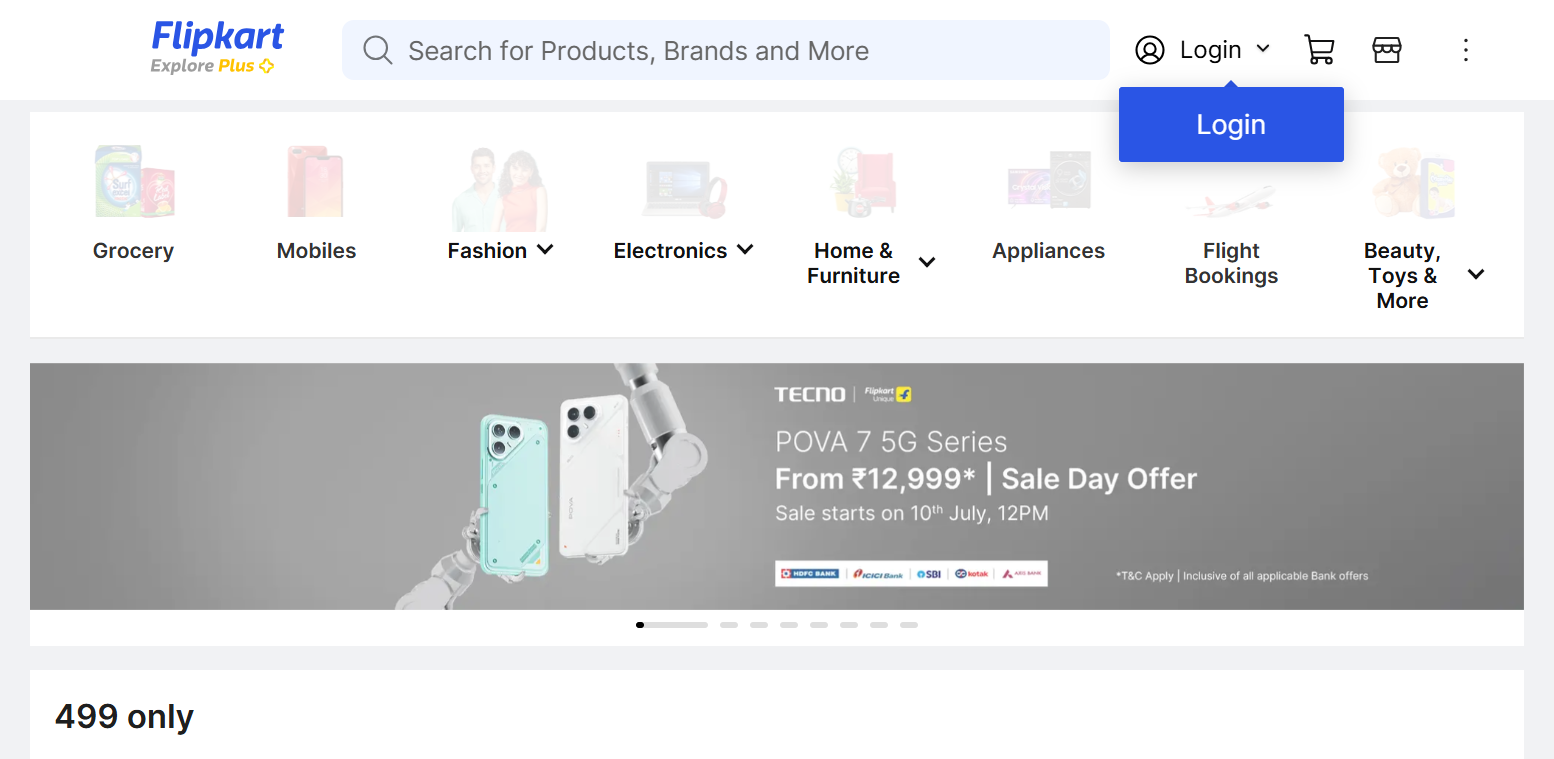 Flipkart
Explore Plus
Search for Products, Brands and More
Login
Login
Surf
excel
Grocery
Mobiles
Fashion
Electronics
Home &
Furniture
Appliances
Flight
Bookings
Beauty,
Toys &
More
TECNO | Flipkart
Unique
POVA 7 5G Series
From ₹12,999* | Sale Day Offer
Sale starts on 10th July, 12PM
POVA
HDFC BANK | ICICI Bank | SBI | kotak | AXIS BANK
*T&C Apply | Inclusive of all applicable Bank offers
499 only